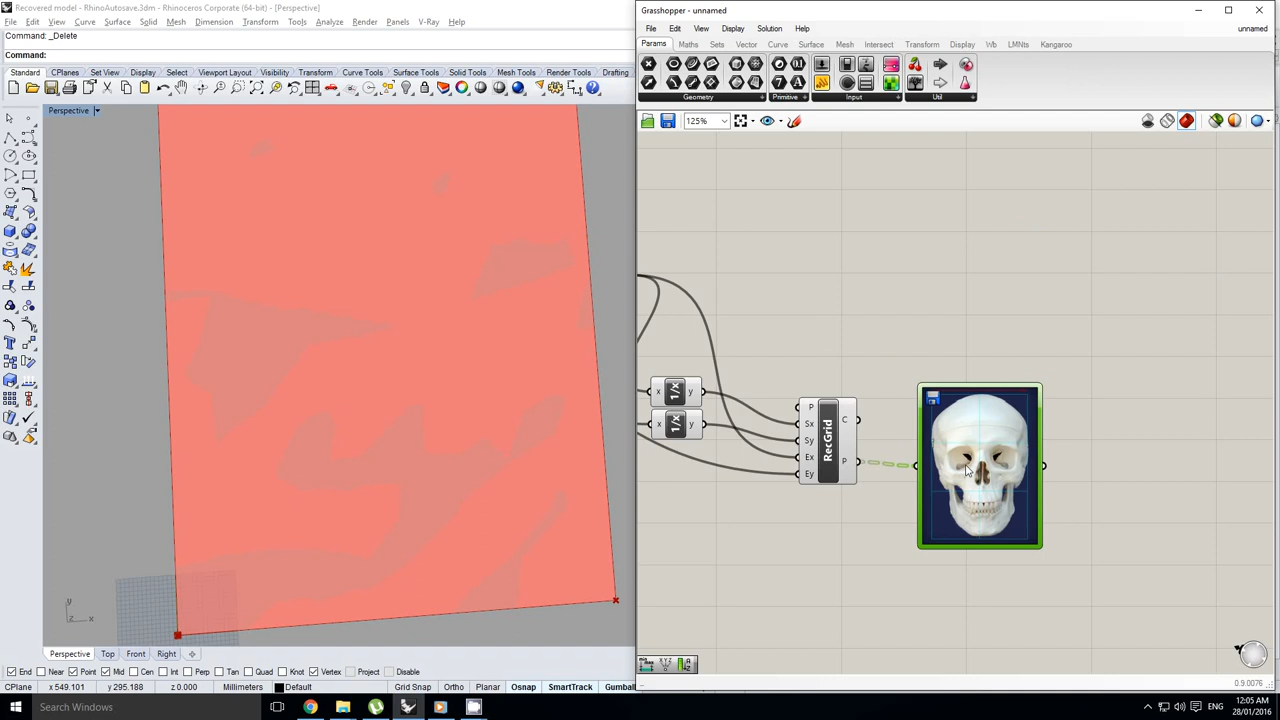 Recovered model - RhinoAutosave.3dm - Rhinoceros Corporate (64-bit) - [Perspective]
File Edit View Curve Surface Solid Mesh Dimension Transform Tools Analyze Render Panels V-Ray Help
Command: _Delete
Command:
Standard CPlanes Set View Display Select Viewport Layout Visibility Transform Curve Tools Surface Tools Solid Tools Mesh Tools Render Tools Drafting
Perspective
y
z x
Perspective Top Front Right
End Near Point Mid Cen Int Perp Tan Quad Knot Vertex Project Disable
CPlane x 549.101 y 295.188 z 0.000 Millimeters Default Grid Snap Ortho Planar Osnap SmartTrack Gumball
Grasshopper - unnamed
File Edit View Display Solution Help unnamed
Params Maths Sets Vector Curve Surface Mesh Intersect Transform Display Wb LMNts Kangaroo
Geometry Primitive Input Util
125%
x 1/x y
x 1/x y
P
Sx
Sy
Ex
Ey
RecGrid
C
P
0.9.0076
Search Windows
ENG
12:05 AM
28/01/2016